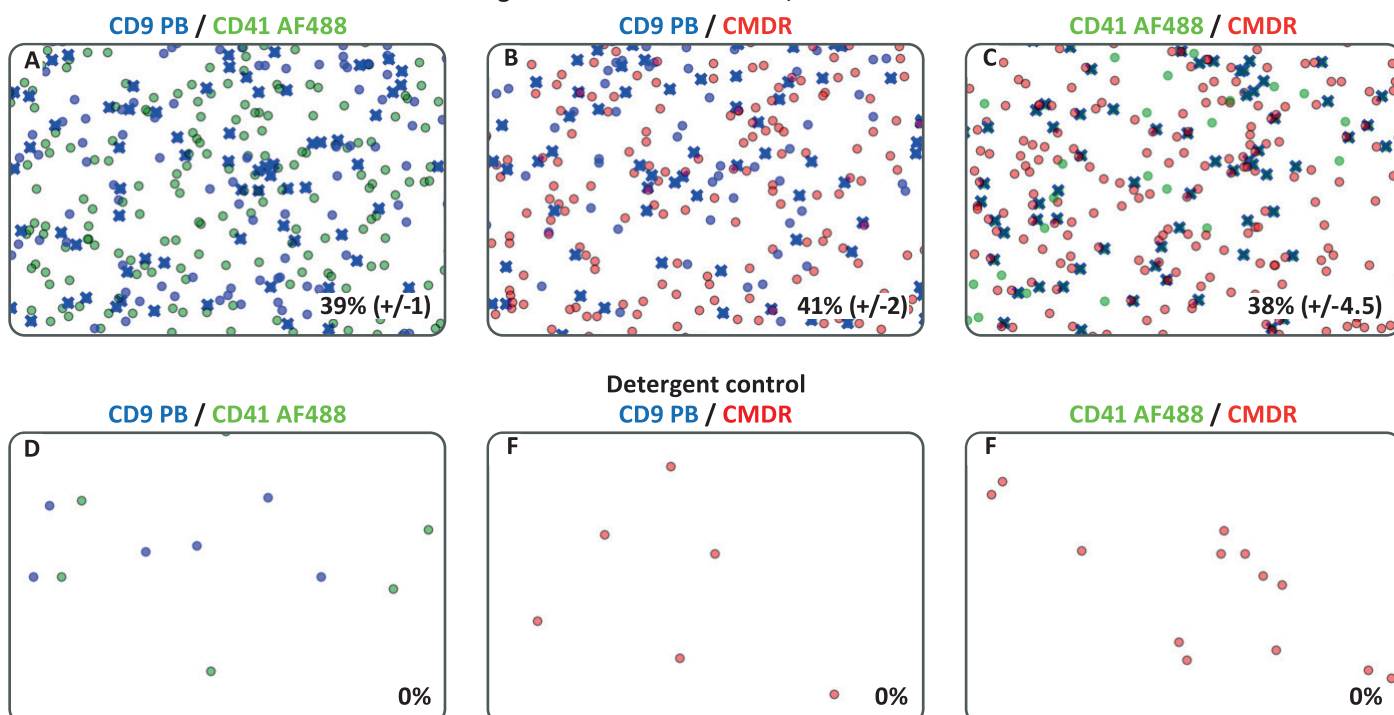 CD9 PB / CD41 AF488
CD9 PB / CMDR
CD41 AF488 / CMDR
A
B
C
39% (+/-1)
41% (+/-2)
38% (+/-4.5)
Detergent control
CD9 PB / CD41 AF488
CD9 PB / CMDR
CD41 AF488 / CMDR
D
F
F
0%
0%
0%